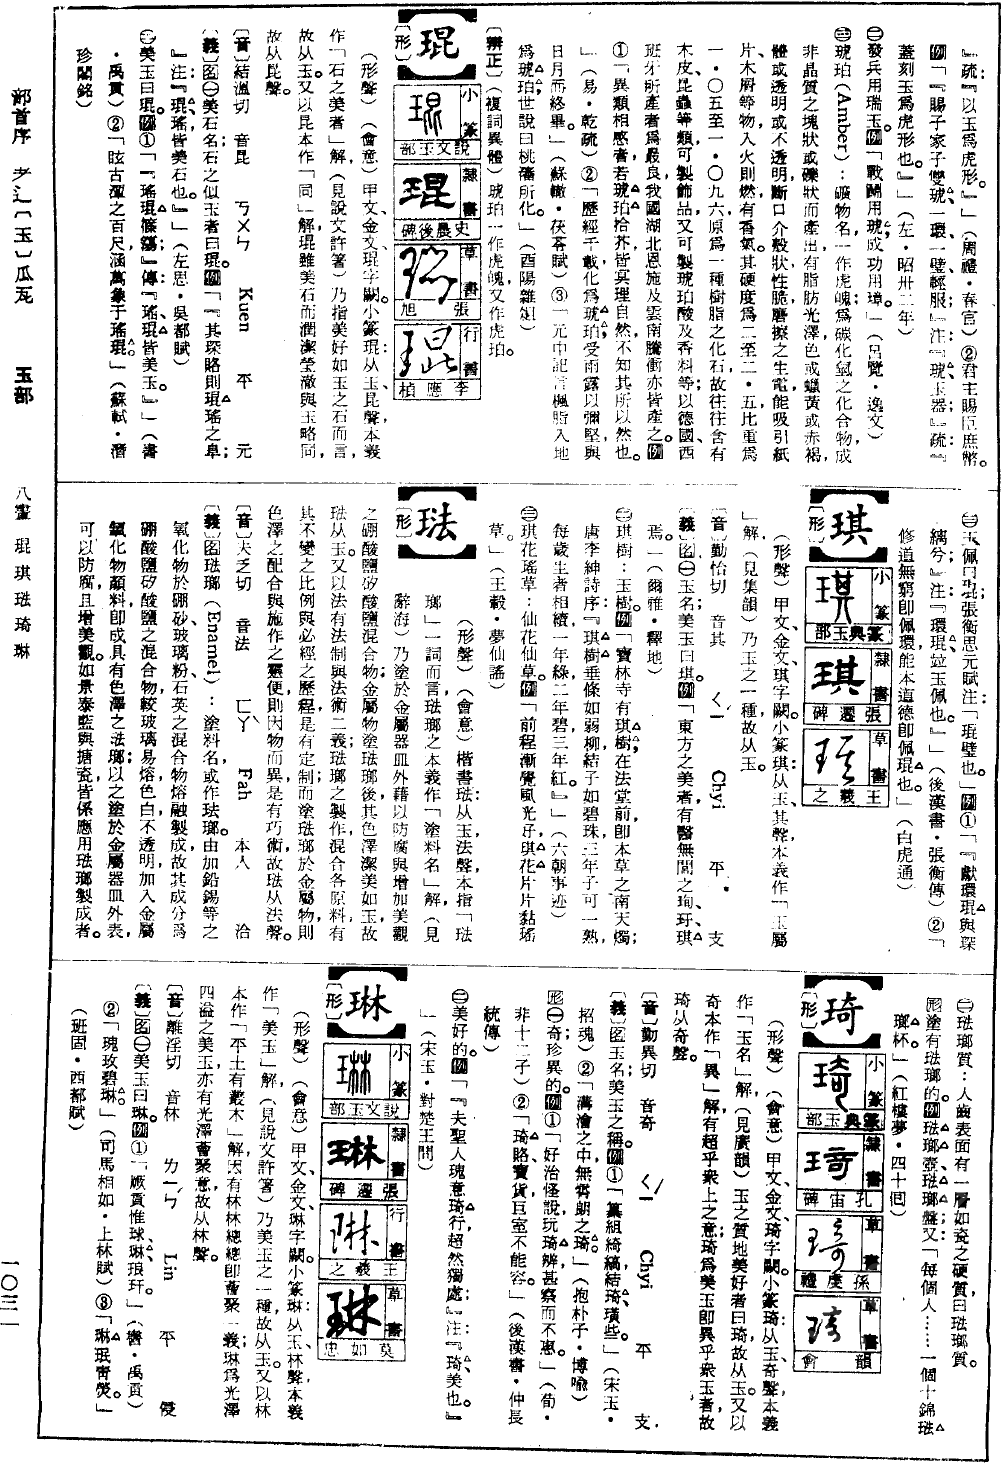 』疏『以玉爲虎形。』」(周禮・春官)②君主賜臣庶幣。
例「『賜子家子雙琥、一環、一璧、輕服。』注:『琥,玉器。』疏:『
蓋刻玉爲虎形也。』」(左・昭卅二年)
㊁發兵用瑞玉。例「戰鬭用琥,成功用璋。」(呂覽・逸文)
㊂琥珀(Amber):礦物名,一作虎魄,爲碳化氫之化合物,成
非晶質之塊狀或礫狀而產出,有脂肪光澤,色或蠟黃或赤褐,
體或透明或不透明,斷口介殼狀,性脆,磨擦之生電,能吸引紙
片、木屑等物,入火則燃,有香氣。其硬度爲二至二・五,比重爲
一・〇五至一・〇九六,原爲一種樹脂之化石,故往往含有
木皮、昆蟲等類,可製飾品,又可製琥珀酸及香料等,以德國、西
班牙所產者爲最良,我國湖北恩施及雲南騰衝亦皆產之。例
①「異類相感者,若琥珀拾芥,皆冥理自然,不知其所以然也。
」(易・乾疏)②「歷經千載,化爲琥珀,受雨露以彌堅,與
日月而終畢。」(蘇轍・茯苓賦)③「元中記言楓脂入地
爲琥珀;世說曰桃瀋所化。」(酉陽雜俎)
〔辨正〕(複詞異體)琥珀一作虎魄,又作虎珀。
〔形〕
琨
小篆 說文玉部
隸書 史晨後碑
草書 張旭
行書 李應楨
(形聲)(會意)甲文、金文琨字闕。小篆琨:从玉,昆聲,本義
作「石之美者」解,(見說文許箸)乃指美好如玉之石而言,
故从玉。又以昆本作「同」解,琨雖美石而潤潔瑩澈與玉略同,
故从昆聲。
〔音〕結溫切 音昆 ㄎㄨㄣ Kuen 平 元
〔義〕名㊀美石名;石之似玉者曰琨。例「『其琛賂則琨瑤之阜;
』注:『琨、瑤皆美石也。』」(左思・吳都賦)
㊁美玉曰琨。例①「『瑤琨篠簜。』傳:『瑤、琨皆美玉。』」(書
・禹貢)②「眩古潭之百尺,涵萬象于瑤琨。」(蘇軾・潛
珍閣銘)
㊂玉佩曰琨,張衡思元賦注「琨,璧也。」例①「『獻環琨與琛
縭兮;』注:『環、琨竝玉佩也。』」(後漢書・張衡傳)②「
修道無窮卽佩環,能本道德卽佩琨也。」(白虎通)
〔形〕
琪
小篆 篆典玉部
隸書 張遷碑
草書 王羲之
(形聲)甲文、金文琪字闕。小篆琪:从玉,其聲,本義作「玉屬
」解,(見集韻)乃玉之一種,故从玉。
〔音〕勤怡切 音其 ㄑㄧ Chyi 平 支
〔義〕名㊀玉名;美玉曰琪。例「東方之美者,有醫無閭之珣玗琪
焉。」(爾雅・釋地)
㊁琪樹:玉樹。例「寶林寺有琪樹,在法堂前,卽本草之南天燭;
唐李紳詩序:『琪樹垂條如弱柳,結子如碧珠,三年子可一熟,
每歲生者相續,一年綠,二年碧,三年紅。』」(六朝事迹)
㊂琪花瑤草:仙花仙草。例「前程漸覺風光好,琪花片片黏瑤
草。」(王轂・夢仙謠)
〔形〕
琺
(形聲)(會意)楷書琺:从玉,法聲,本指「琺
瑯」一詞而言,琺瑯之本義作「塗料名」解,(見
辭海)乃塗於金屬器皿外,藉以防腐與增加美觀
之硼酸鹽、矽酸鹽混合物;金屬物塗琺瑯後,其色澤潔美如玉,故
琺从玉。又以法有法制與法術二義;琺瑯之製作,混合各原料有
其不變之比例與必經之歷程,是有定制;而塗琺瑯於金屬物,則
色澤之配合與施作之便,則因物而異,是有巧術,故琺从法聲。
〔音〕夫乏切 音法 ㄈㄚˋ Fah 本入 洽
〔義〕名琺瑯(Enamel):塗料名,或作珐瑯。由加鉛錫等之
氧化物於硼砂、玻璃粉、石英之混合物熔融製成,故其成分爲
硼酸鹽、矽酸鹽之混合物,較玻璃易熔,色白,不透明,加入金屬
氧化物顏料卽成具有色澤之琺瑯,以之塗於金屬器皿外表,
可以防腐且增美觀,如景泰藍與搪瓷,皆係應用琺瑯製成者。
㊁琺瑯質:人齒表面有一層如瓷之硬質曰琺瑯質。
形塗有琺瑯的。例琺瑯壺;琺瑯盤;又「每個人……一個十錦琺
瑯杯。」(紅樓夢・四十回)
〔形〕
琦
小篆 篆典玉部
隸書 孔宙碑
草書 孫虔禮
草書 韻會
(形聲)(會意)甲文、金文琦字闕。小篆琦:从玉,奇聲,本義
作「玉名」解,(見廣韻)玉之質地美好者曰琦,故从玉。又以
奇本作「異」解,有超乎衆上之意,琦爲美玉,卽異乎衆玉者,故
琦从奇聲。
〔音〕勤異切 音奇 ㄑㄧˊ Chyi 平 支
〔義〕名玉名;美玉之稱。例①「纂組綺縞,結琦璜些。」(宋玉・
招魂)②「溝澮之中,無霄朗之琦。」(抱朴子・博喩)
形㊀奇;珍異的。例①「好治怪說,玩琦辨,甚察而不惠。」(荀・
非十二子)②「琦賂寶貨,巨室不能容。」(後漢書・仲長
統傳)
㊁美好的。例「『夫聖人瑰意琦行,超然獨處;』注:『琦,美也。』
」(宋玉・對楚王問)
〔形〕
琳
小篆 說文玉部
隸書 張遷碑
行書 王羲之
草書 莫如忠
(形聲)(會意)甲文、金文琳字闕。小篆琳:从玉,林聲,本義
作「美玉」解,(見說文許箸)乃美玉之一種,故从玉。又以林
本作「平土有叢木」解,因有林林總總卽蕃聚一義,琳爲光澤
四溢之美玉,亦有光澤蕃聚意,故从林聲。
〔音〕離淫切 音林 ㄌㄧㄣ Lin 平 侵
〔義〕名㊀美玉曰琳。例①「厥貢惟球琳琅玕。」(書・禹貢)
②「瑰玫碧琳。」(司馬相如・上林賦)③「琳珉靑熒。」
(班固・西都賦)
部首序 〔玉〕瓜瓦 玉部 八畫 琨琪琺琦琳 一〇三一